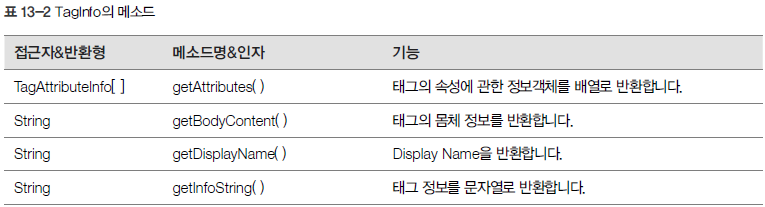 표 13-2 TagInfo의 메소드
접근자&반환형 메소드명&인자 기능
TagAttributeInfo[ ] getAttributes( ) 태그의 속성에 관한 정보객체를 배열로 반환합니다.
String getBodyContent( ) 태그의 몸체 정보를 반환합니다.
String getDisplayName( ) Display Name을 반환합니다.
String getInfoString( ) 태그 정보를 문자열로 반환합니다.